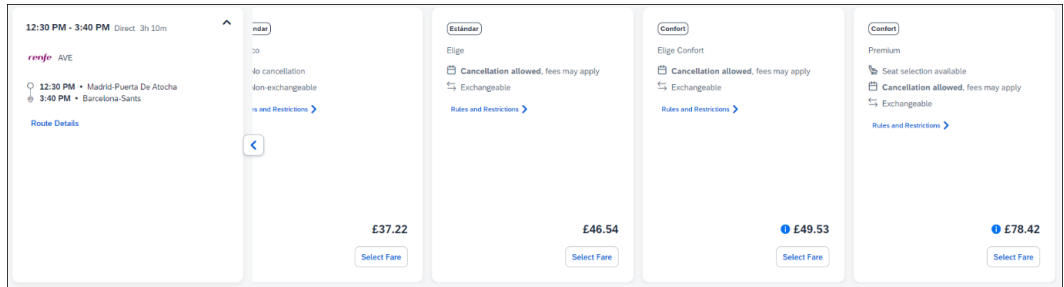 12:30 PM - 3:40 PM Direct 3h 10m
renfe AVE
12:30 PM • Madrid-Puerta De Atocha
3:40 PM • Barcelona-Sants
Route Details
ndar
co
No cancellation
Non-exchangeable
es and Restrictions
£37.22
Select Fare
Estándar
Elige
Cancellation allowed, fees may apply
Exchangeable
Rules and Restrictions
£46.54
Select Fare
Confort
Elige Confort
Cancellation allowed, fees may apply
Exchangeable
Rules and Restrictions
£49.53
Select Fare
Confort
Premium
Seat selection available
Cancellation allowed, fees may apply
Exchangeable
Rules and Restrictions
£78.42
Select Fare